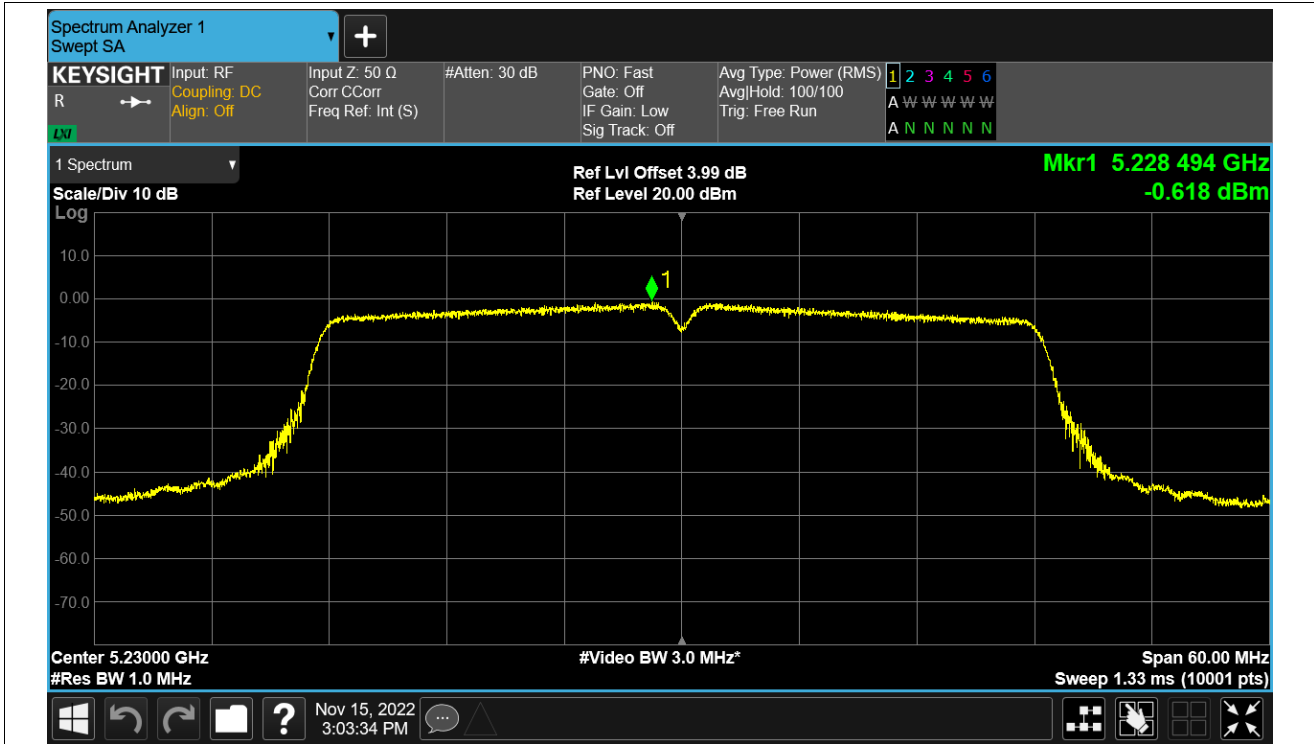 Spectrum Analyzer 1
Swept SA
▼
+
KEYSIGHT
R
LXI
Input: RF
Coupling: DC
Align: Off
Input Z: 50 Ω
Corr CCorr
Freq Ref: Int (S)
#Atten: 30 dB
PNO: Fast
Gate: Off
IF Gain: Low
Sig Track: Off
Avg Type: Power (RMS)
Avg|Hold: 100/100
Trig: Free Run
1 2 3 4 5 6
A W W W W W
A N N N N N
1 Spectrum ▼
Scale/Div 10 dB
Ref Lvl Offset 3.99 dB
Ref Level 20.00 dBm
Mkr1 5.228 494 GHz
-0.618 dBm
Log
10.0
0.00
-10.0
-20.0
-30.0
-40.0
-50.0
-60.0
-70.0
1
Center 5.23000 GHz
#Res BW 1.0 MHz
#Video BW 3.0 MHz*
Span 60.00 MHz
Sweep 1.33 ms (10001 pts)
?
Nov 15, 2022
3:03:34 PM